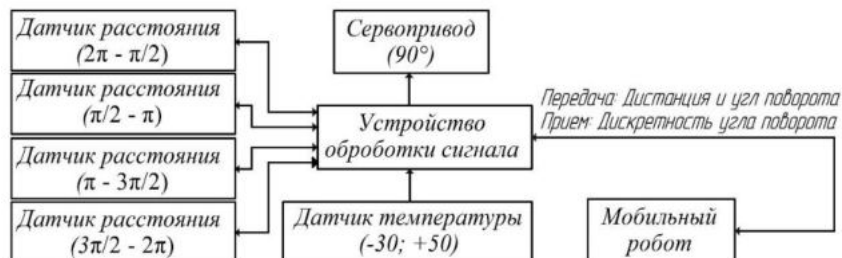 Датчик расстояния
(2π - π/2)
Датчик расстояния
(π/2 - π)
Датчик расстояния
(π - 3π/2)
Датчик расстояния
(3π/2 - 2π)
Сервопривод
(90°)
Устройство
обработки сигнала
Датчик температуры
(-30; +50)
Передача: Дистанция и угл поворота
Прием: Дискретность угла поворота
Мобильный
робот